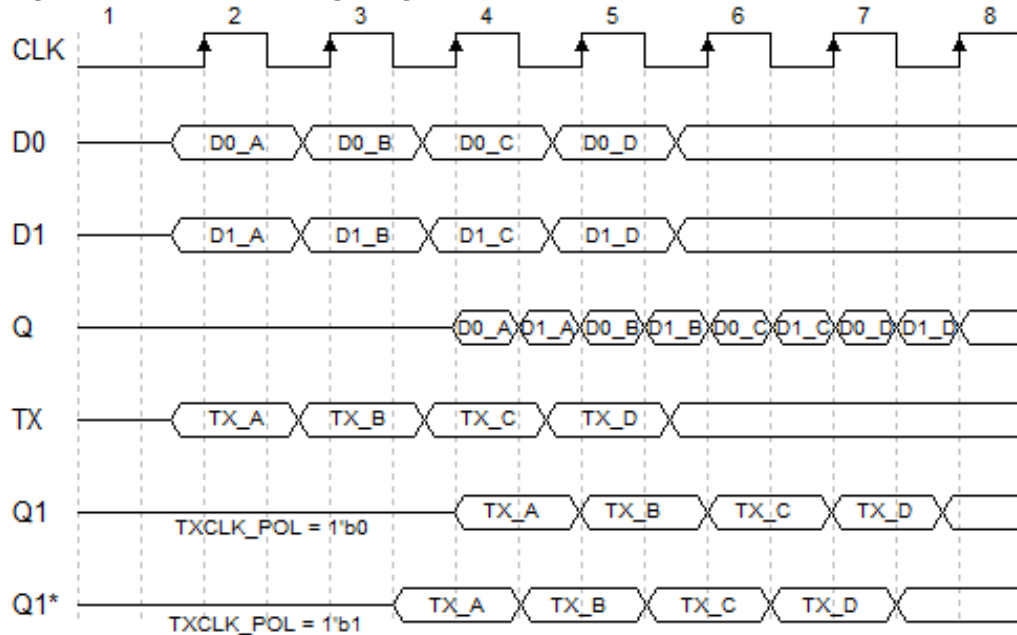 1 2 3 4 5 6 7 8
CLK
D0 D0_A D0_B D0_C D0_D
D1 D1_A D1_B D1_C D1_D
Q D0_A D1_A D0_B D1_B D0_C D1_C D0_D D1_D
TX TX_A TX_B TX_C TX_D
Q1 TX_A TX_B TX_C TX_D
TXCLK_POL = 1'b0
Q1* TX_A TX_B TX_C TX_D
TXCLK_POL = 1'b1